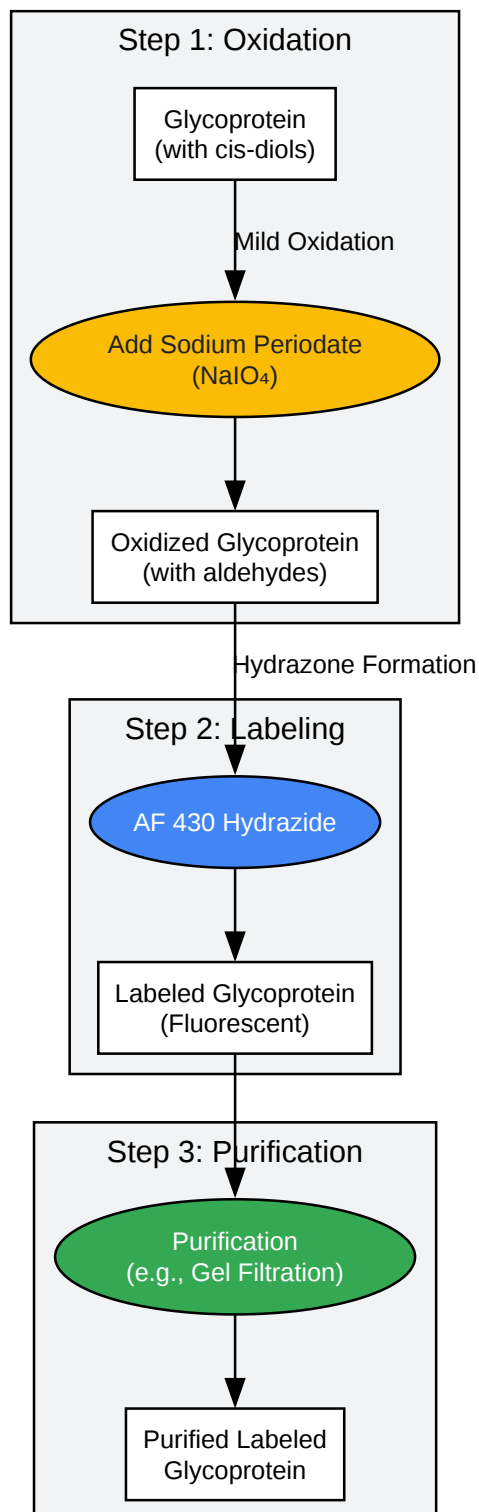 Step 1: Oxidation
Glycoprotein
(with cis-diols)
Mild Oxidation
Add Sodium Periodate
(NaIO₄)
Oxidized Glycoprotein
(with aldehydes)
Hydrazone Formation
Step 2: Labeling
AF 430 Hydrazide
Labeled Glycoprotein
(Fluorescent)
Step 3: Purification
Purification
(e.g., Gel Filtration)
Purified Labeled
Glycoprotein